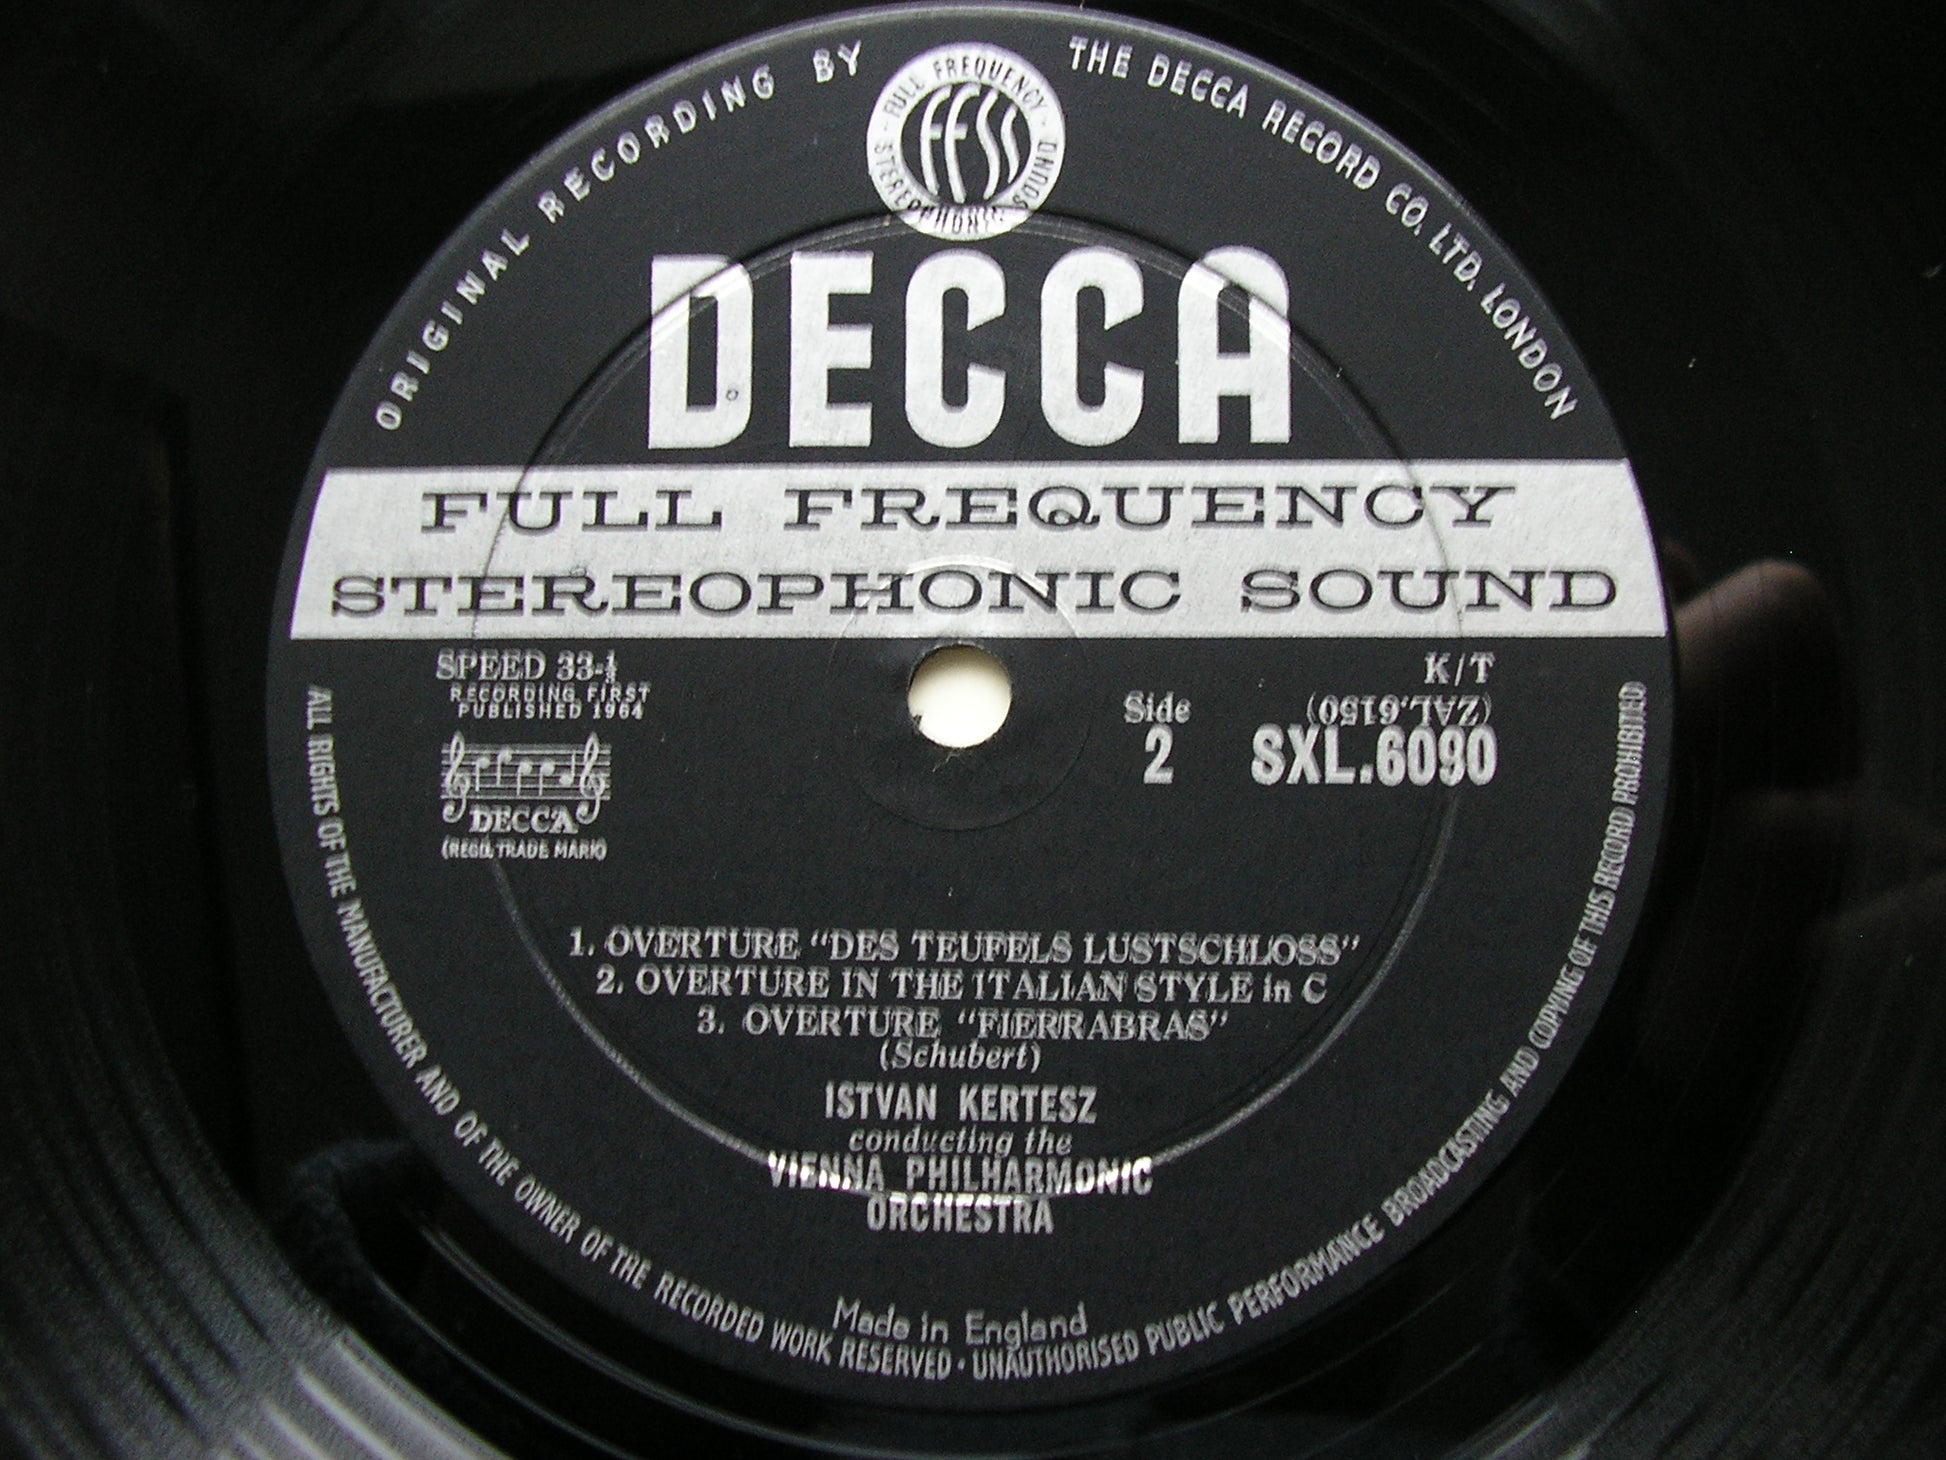 ORIGINAL RECORDING BY THE DECCA RECORD CO. LTD. LONDON
FULL FREQUENCY
FFSS
STEREOPHONIC SOUND
DECCA
FULL FREQUENCY
STEREOPHONIC SOUND
SPEED 33-⅓
RECORDING FIRST
PUBLISHED 1964
DECCA
(REGD. TRADE MARK)
Side
2
K/T
(ZAL.6150)
SXL.6090
1. OVERTURE "DES TEUFELS LUSTSCHLOSS"
2. OVERTURE IN THE ITALIAN STYLE in C
3. OVERTURE "FIERRABRAS"
(Schubert)
ISTVAN KERTESZ
conducting the
VIENNA PHILHARMONIC
ORCHESTRA
Made in England
ALL RIGHTS OF THE MANUFACTURER AND OF THE OWNER OF THE RECORDED WORK RESERVED · UNAUTHORISED PUBLIC PERFORMANCE BROADCASTING AND COPYING OF THIS RECORD PROHIBITED